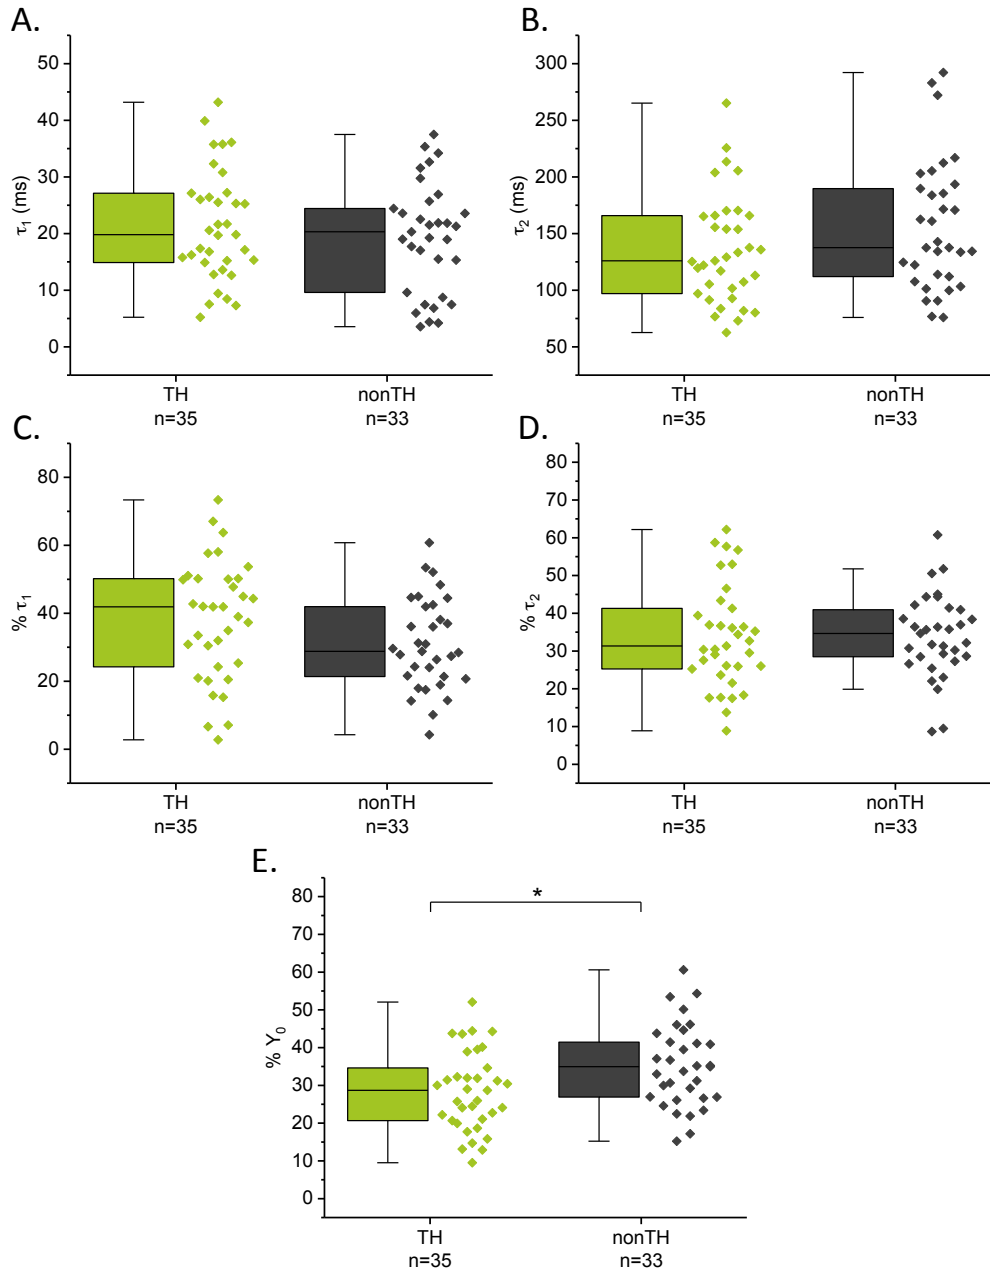 A.
τ1 (ms)
50
40
30
20
10
0
TH
n=35
nonTH
n=33
B.
τ2 (ms)
300
250
200
150
100
50
TH
n=35
nonTH
n=33
C.
% τ1
80
60
40
20
0
TH
n=35
nonTH
n=33
D.
% τ2
80
70
60
50
40
30
20
10
0
TH
n=35
nonTH
n=33
E.
% Y0
80
70
60
50
40
30
20
10
0
*
TH
n=35
nonTH
n=33